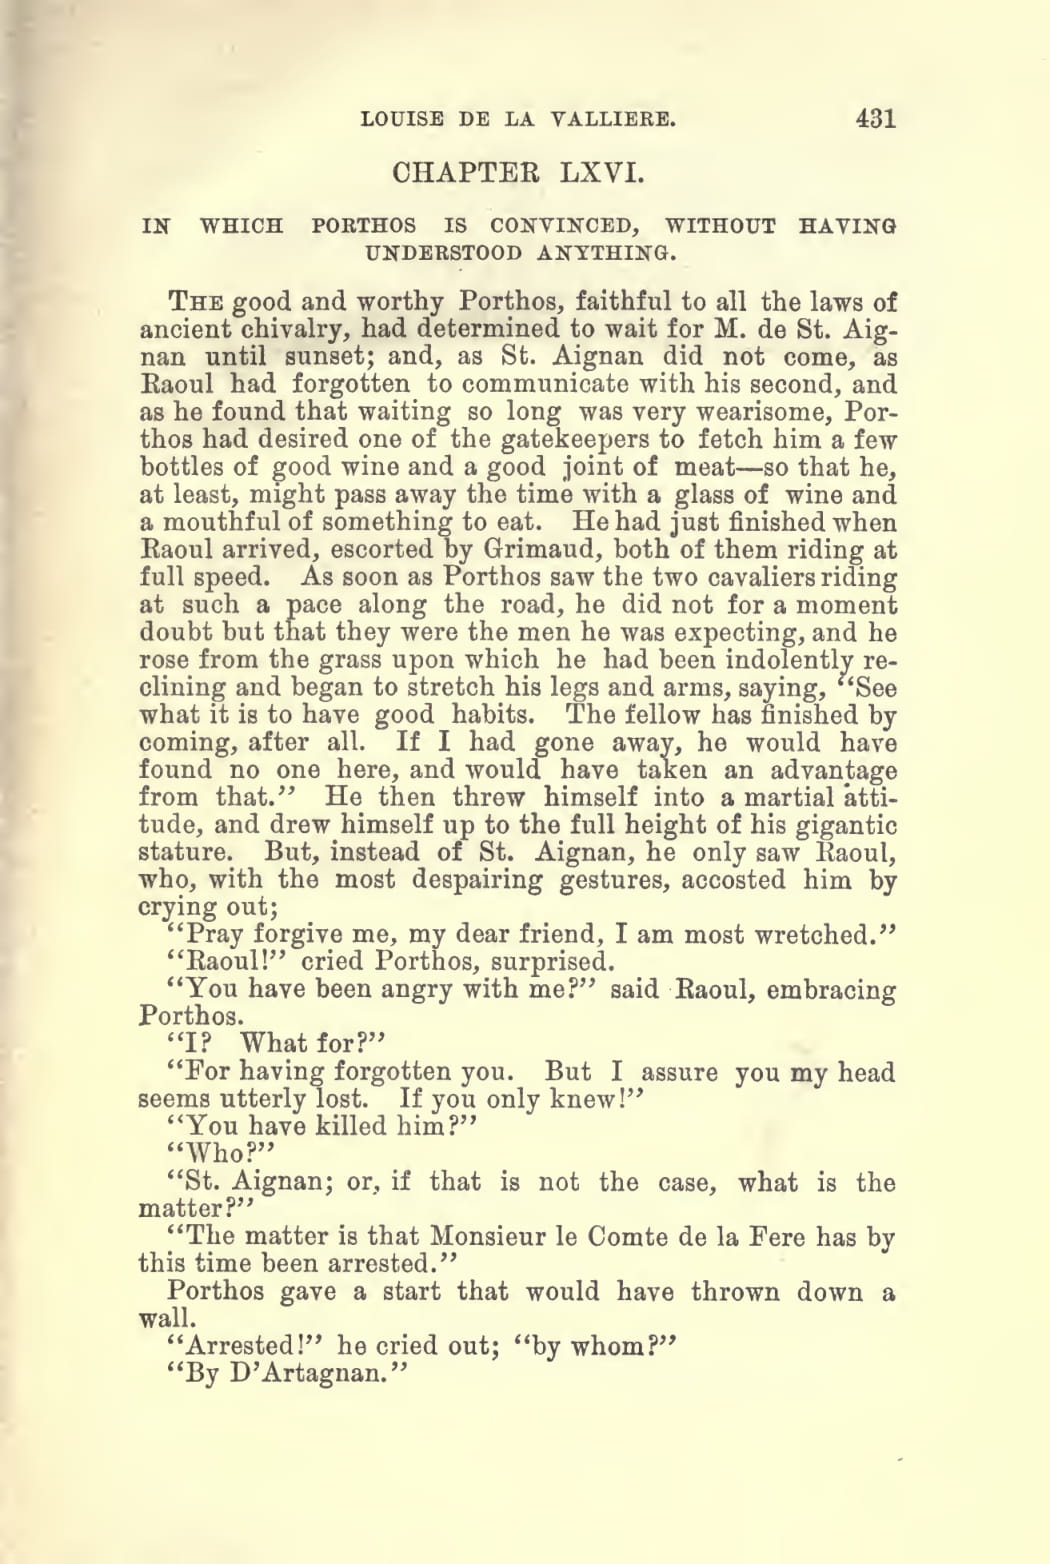 LOUISE DE LA VALLIERE. 431
CHAPTER LXVI.
IN WHICH PORTHOS IS CONVINCED, WITHOUT HAVING
UNDERSTOOD ANYTHING.
THE good and worthy Porthos, faithful to all the laws of
ancient chivalry, had determined to wait for M. de St. Aig-
nan until sunset; and, as St. Aignan did not come, as
Raoul had forgotten to communicate with his second, and
as he found that waiting so long was very wearisome, Por-
thos had desired one of the gatekeepers to fetch him a few
bottles of good wine and a good joint of meat—so that he,
at least, might pass away the time with a glass of wine and
a mouthful of something to eat. He had just finished when
Raoul arrived, escorted by Grimaud, both of them riding at
full speed. As soon as Porthos saw the two cavaliers riding
at such a pace along the road, he did not for a moment
doubt but that they were the men he was expecting, and he
rose from the grass upon which he had been indolently re-
clining and began to stretch his legs and arms, saying, “See
what it is to have good habits. The fellow has finished by
coming, after all. If I had gone away, he would have
found no one here, and would have taken an advantage
from that.” He then threw himself into a martial atti-
tude, and drew himself up to the full height of his gigantic
stature. But, instead of St. Aignan, he only saw Raoul,
who, with the most despairing gestures, accosted him by
crying out;
“Pray forgive me, my dear friend, I am most wretched.”
“Raoul!” cried Porthos, surprised.
“You have been angry with me?” said Raoul, embracing
Porthos.
“I? What for?”
“For having forgotten you. But I assure you my head
seems utterly lost. If you only knew!”
“You have killed him?”
“Who?”
“St. Aignan; or, if that is not the case, what is the
matter?”
“The matter is that Monsieur le Comte de la Fere has by
this time been arrested.”
Porthos gave a start that would have thrown down a
wall.
“Arrested!” he cried out; “by whom?”
“By D’Artagnan.”